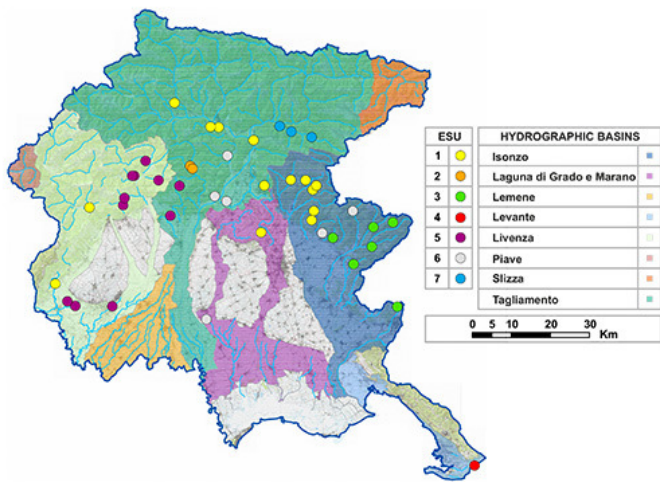 ESU HYDROGRAPHIC BASINS
1 Isonzo
2 Laguna di Grado e Marano
3 Lemene
4 Levante
5 Livenza
6 Piave
7 Slizza
Tagliamento
0 5 10 20 30
Km